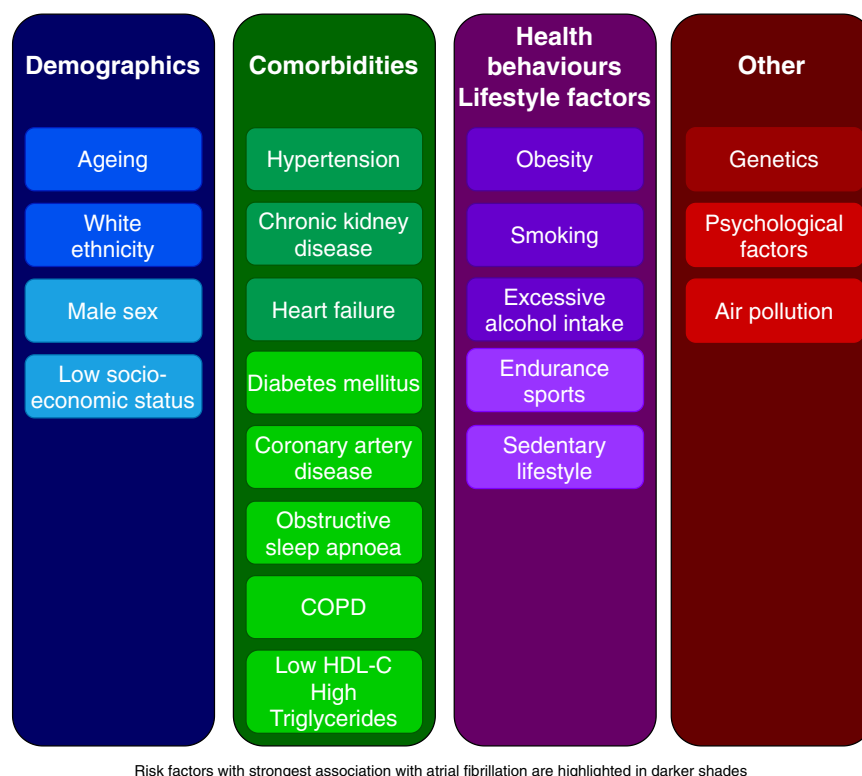 Demographics
Ageing
White
ethnicity
Male sex
Low socio-
economic status
Comorbidities
Hypertension
Chronic kidney
disease
Heart failure
Diabetes mellitus
Coronary artery
disease
Obstructive
sleep apnoea
COPD
Low HDL-C
High
Triglycerides
Health
behaviours
Lifestyle factors
Obesity
Smoking
Excessive
alcohol intake
Endurance
sports
Sedentary
lifestyle
Other
Genetics
Psychological
factors
Air pollution
Risk factors with strongest association with atrial fibrillation are highlighted in darker shades